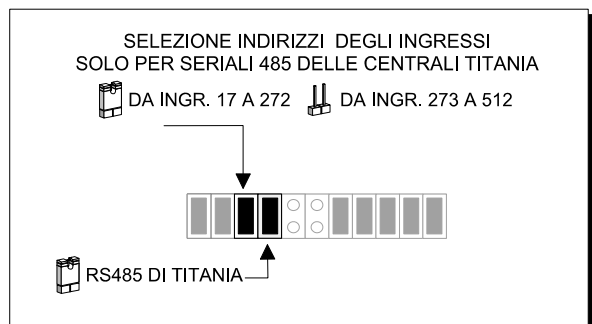 SELEZIONE INDIRIZZI DEGLI INGRESSI
SOLO PER SERIALI 485 DELLE CENTRALI TITANIA
DA INGR. 17 A 272 DA INGR. 273 A 512
RS485 DI TITANIA